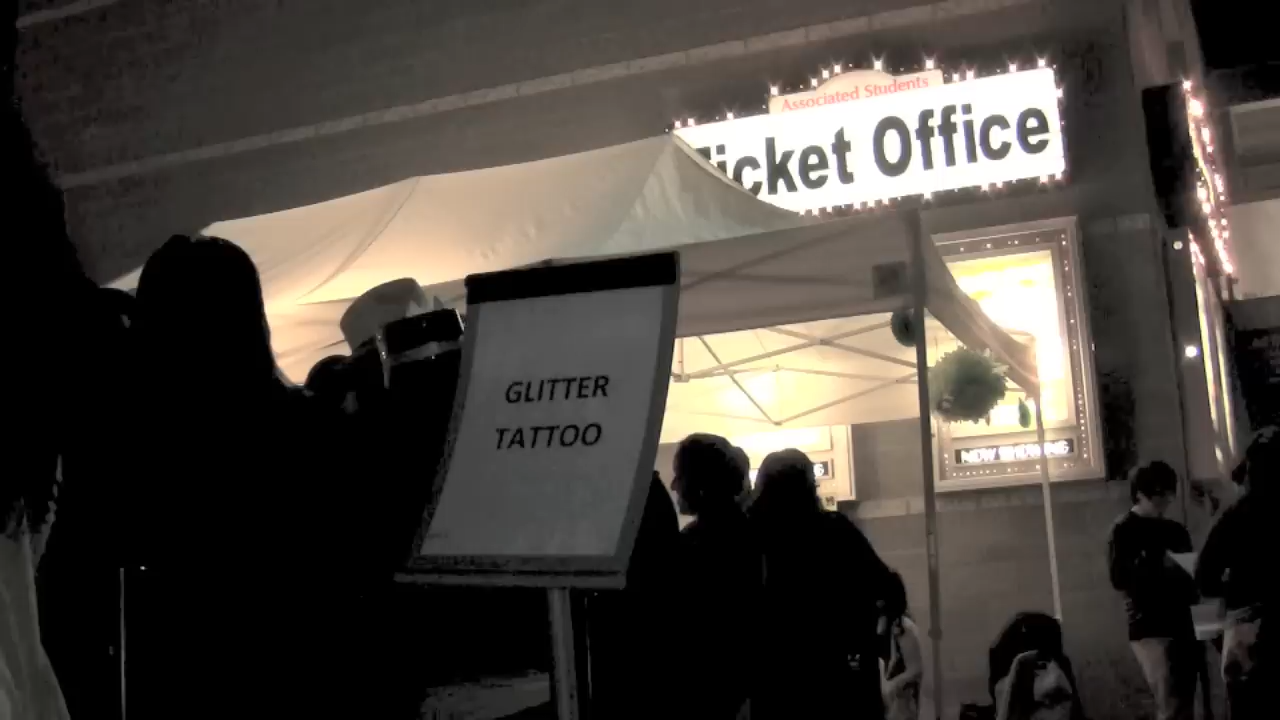 Associated Students
Ticket Office
GLITTER
TATTOO
NOW SHOWING